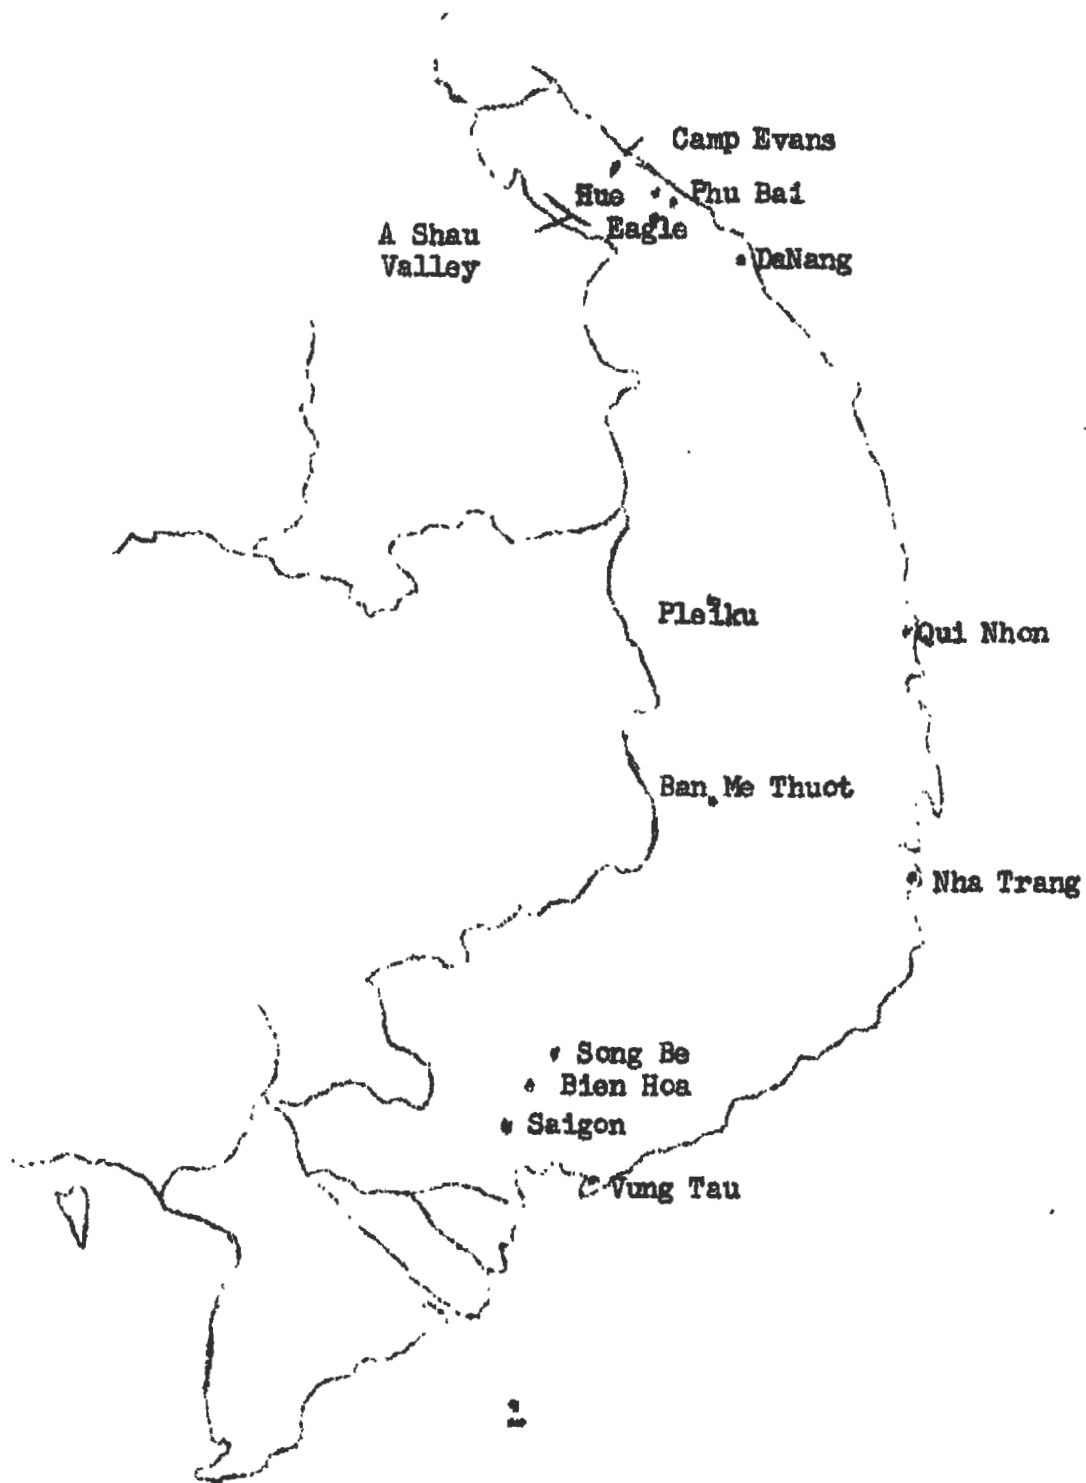 Camp Evans
Hue
Phu Bai
Eagle
A Shau
Valley
DaNang
Pleiku
Qui Nhon
Ban Me Thuot
Nha Trang
Song Be
Bien Hoa
Saigon
Vung Tau